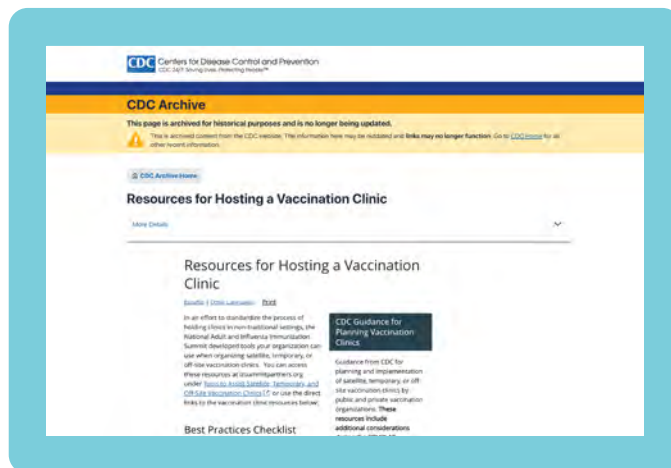 CDC Centers for Disease Control and Prevention
CDC 24/7: Saving Lives, Protecting People™
CDC Archive
This page is archived for historical purposes and is no longer being updated.
This is archived content from the CDC website. The information here may be outdated and links may no longer function. Go to CDC Home for all
other recent information.
CDC Archive Home
Resources for Hosting a Vaccination Clinic
More Details
Resources for Hosting a Vaccination
Clinic
Español | Other Languages Print
In an effort to standardize the process of
holding clinics in non-traditional settings, the
National Adult and Influenza Immunization
Summit developed tools your organization can
use when organizing satellite, temporary, or
off-site vaccination clinics. You can access
these resources at izsummitpartners.org
under Tools to Assist Satellite, Temporary, and
Off-Site Vaccination Clinics or use the direct
links to the vaccination clinic resources below:
Best Practices Checklist
CDC Guidance for
Planning Vaccination
Clinics
Guidance from CDC for
planning and implementation
of satellite, temporary, or off-
site vaccination clinics by
public and private vaccination
organizations. These
resources include
additional considerations